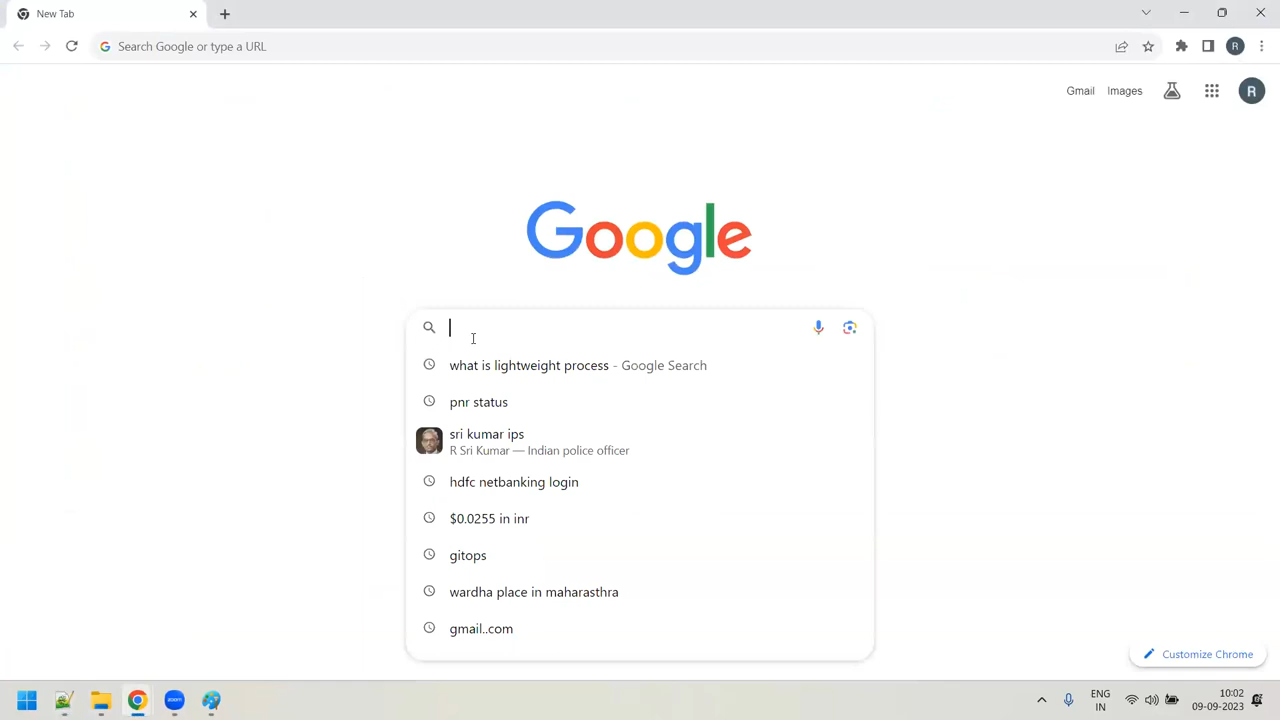 New Tab
Search Google or type a URL
R
Gmail Images R
Google
what is lightweight process - Google Search
pnr status
sri kumar ips
R Sri Kumar — Indian police officer
hdfc netbanking login
$0.0255 in inr
gitops
wardha place in maharasthra
gmail..com
Customize Chrome
zoom
ENG
IN
10:02
09-09-2023